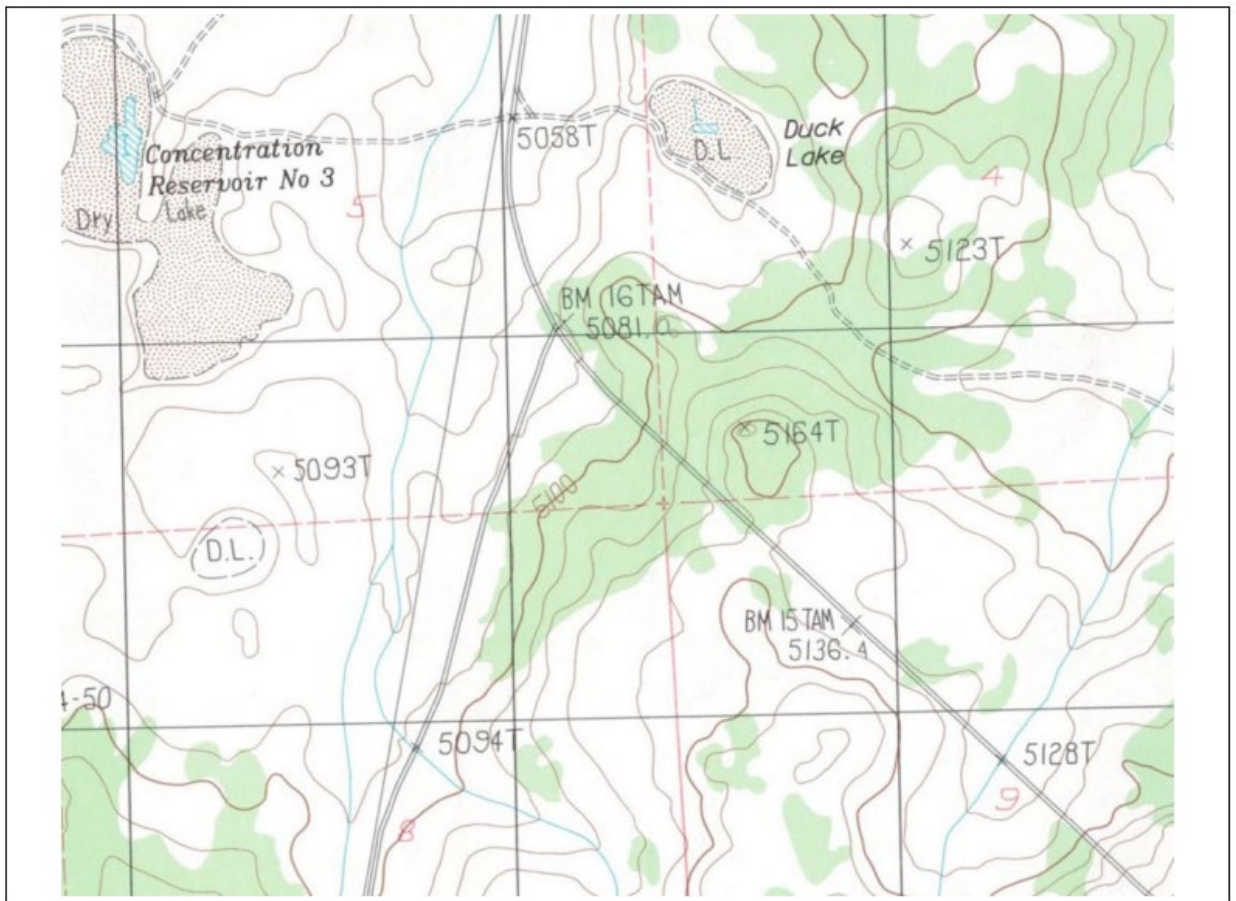 5058T
Duck
Lake
D.L
Concentration
Reservoir No 3
Dry
Lake
5
4
5123T
BM 16TAM
5081.
5164T
5093T
5100
D.L.
BM 15TAM
5136.4
4-50
5094T
5128T
8
9